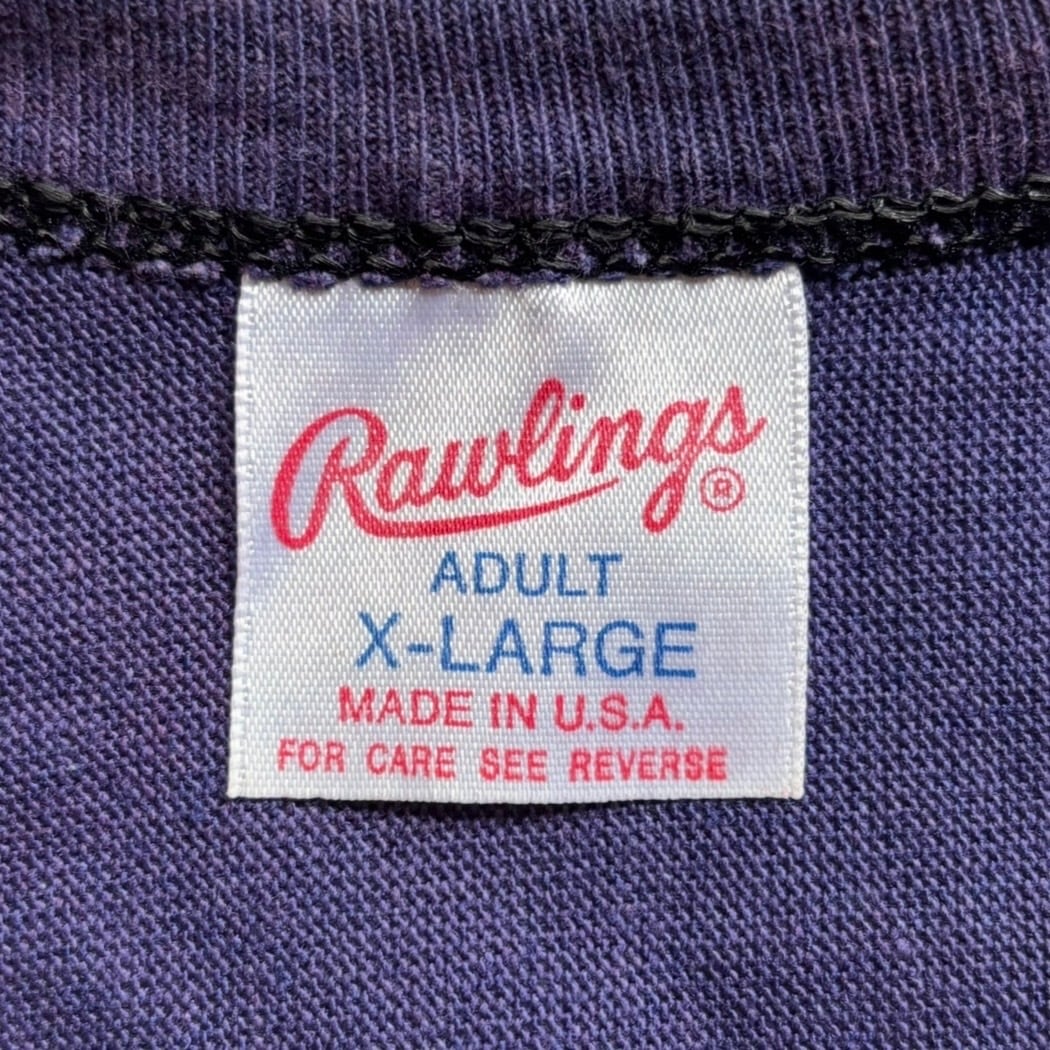 Rawlings®
ADULT
X-LARGE
MADE IN U.S.A.
FOR CARE SEE REVERSE